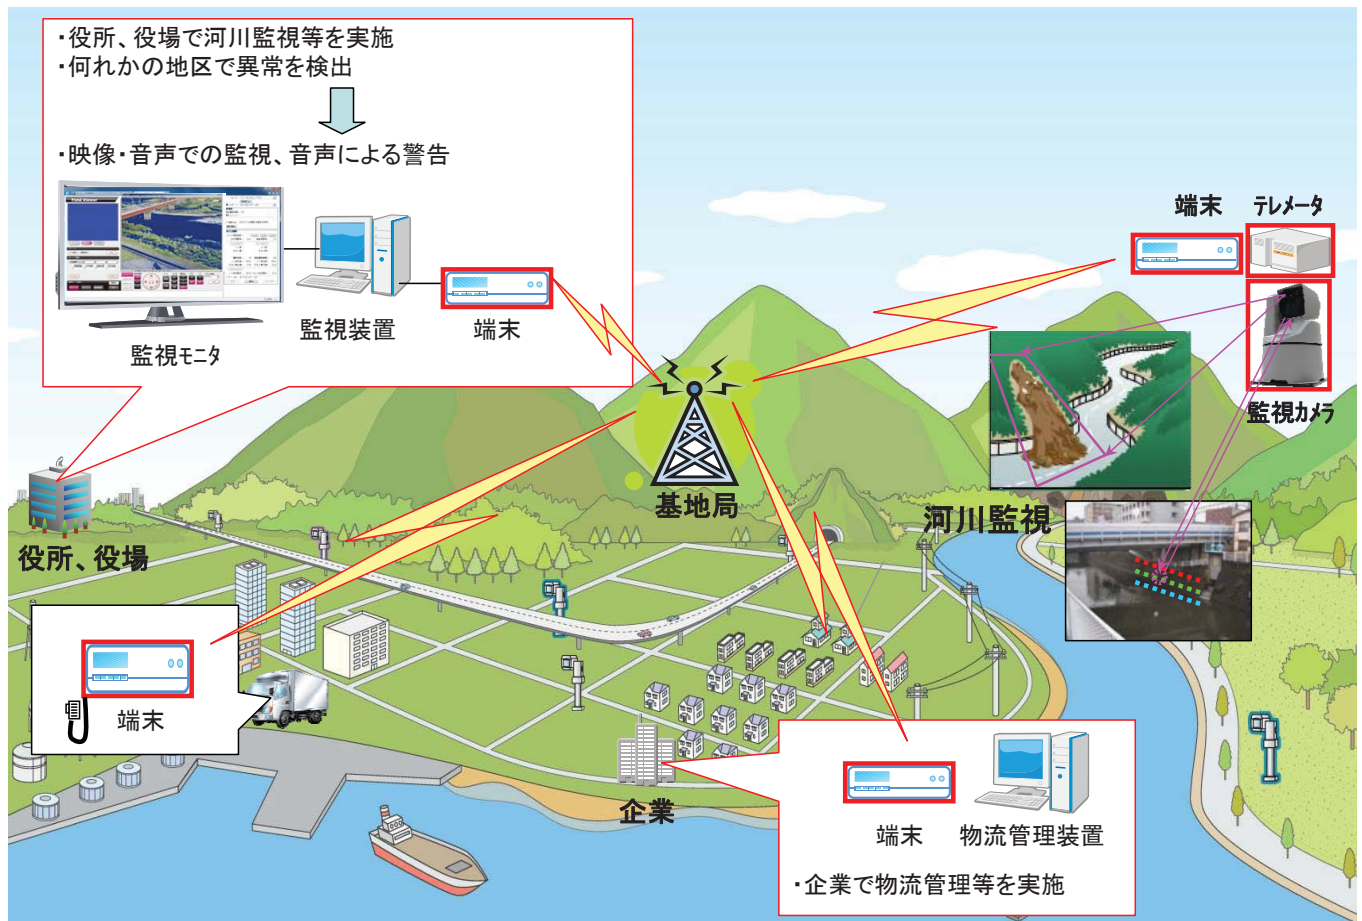 ・役所、役場で河川監視等を実施
・何れかの地区で異常を検出
・映像・音声での監視、音声による警告
Field Viewer
監視モニタ
監視装置
端末
端末
テレメータ
監視カメラ
基地局
河川監視
役所、役場
端末
企業
端末
物流管理装置
・企業で物流管理等を実施